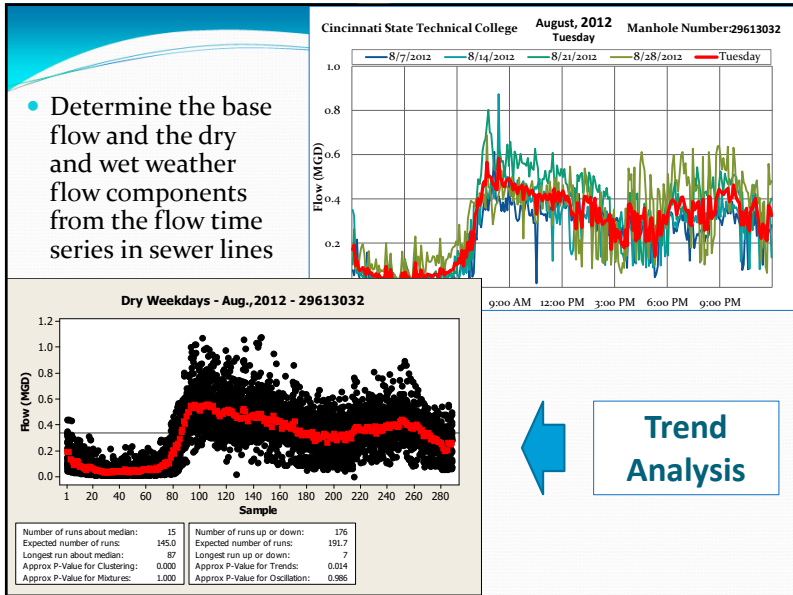 • Determine the base
flow and the dry
and wet weather
flow components
from the flow time
series in sewer lines
Cincinnati State Technical College August, 2012 Manhole Number:29613032
Tuesday
8/7/2012 8/14/2012 8/21/2012 8/28/2012 Tuesday
Flow (MGD)
1.0
0.8
0.6
0.4
0.2
9:00 AM 12:00 PM 3:00 PM 6:00 PM 9:00 PM
Dry Weekdays - Aug.,2012 - 29613032
Flow (MGD)
1.2
1.0
0.8
0.6
0.4
0.2
0.0
1 20 40 60 80 100 120 140 160 180 200 220 240 260 280
Sample
Number of runs about median: 15
Expected number of runs: 145.0
Longest run about median: 87
Approx P-Value for Clustering: 0.000
Approx P-Value for Mixtures: 1.000
Number of runs up or down: 176
Expected number of runs: 191.7
Longest run up or down: 7
Approx P-Value for Trends: 0.014
Approx P-Value for Oscillation: 0.986
Trend
Analysis